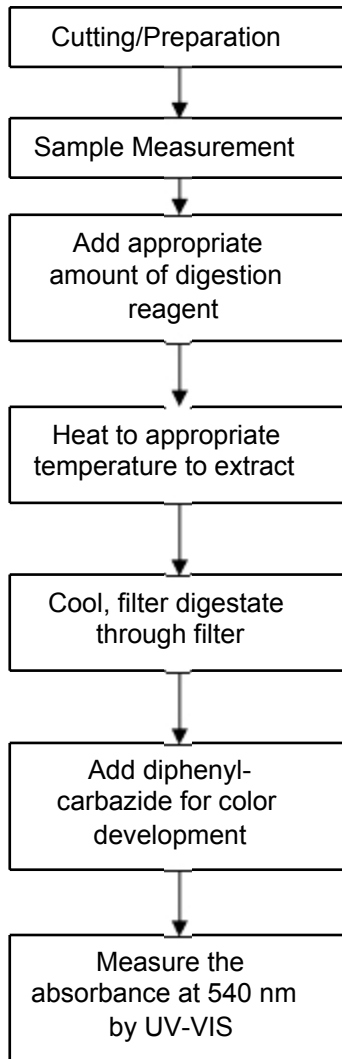 Cutting/Preparation
Sample Measurement
Add appropriate
amount of digestion
reagent
Heat to appropriate
temperature to extract
Cool, filter digestate
through filter
Add diphenyl-
carbazide for color
development
Measure the
absorbance at 540 nm
by UV-VIS